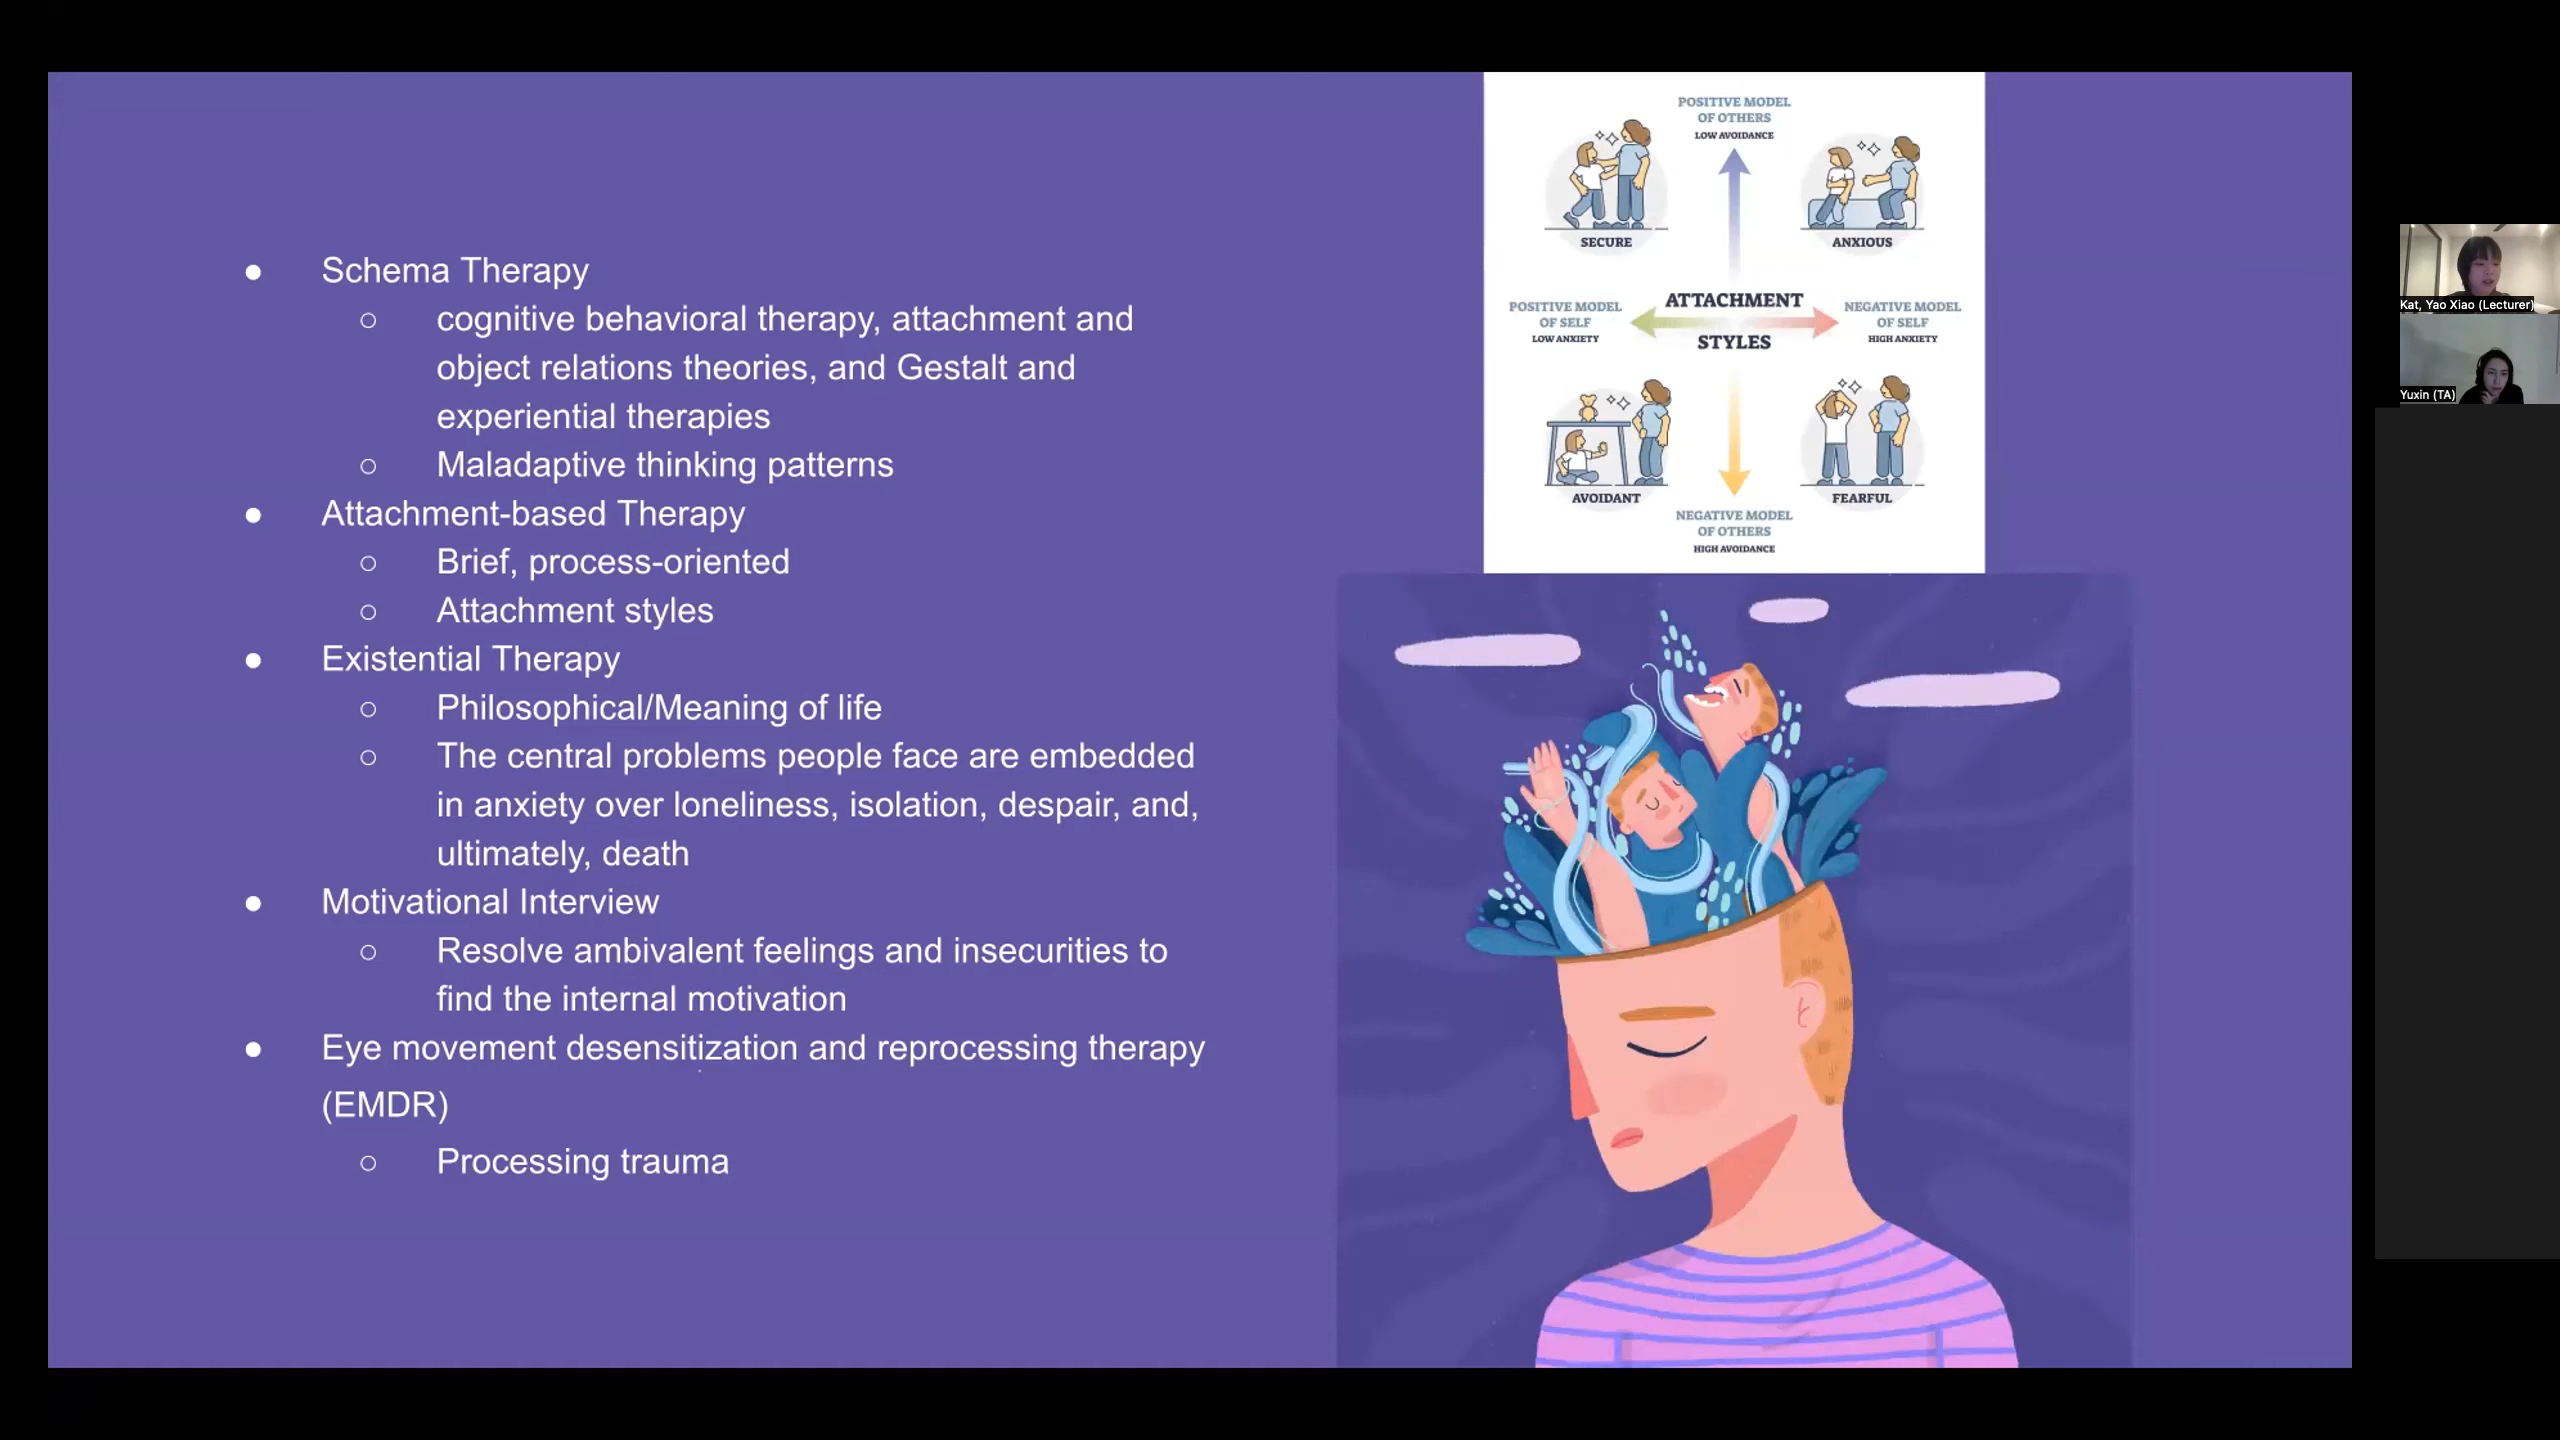 ● Schema Therapy
○ cognitive behavioral therapy, attachment and
object relations theories, and Gestalt and
experiential therapies
○ Maladaptive thinking patterns
● Attachment-based Therapy
○ Brief, process-oriented
○ Attachment styles
● Existential Therapy
○ Philosophical/Meaning of life
○ The central problems people face are embedded
in anxiety over loneliness, isolation, despair, and,
ultimately, death
● Motivational Interview
○ Resolve ambivalent feelings and insecurities to
find the internal motivation
● Eye movement desensitization and reprocessing therapy
(EMDR)
○ Processing trauma
POSITIVE MODEL
OF OTHERS
LOW AVOIDANCE
SECURE
ANXIOUS
POSITIVE MODEL
OF SELF
LOW ANXIETY
ATTACHMENT
STYLES
NEGATIVE MODEL
OF SELF
HIGH ANXIETY
AVOIDANT
FEARFUL
NEGATIVE MODEL
OF OTHERS
HIGH AVOIDANCE
Kat, Yao Xiao (Lecturer)
Yuxin (TA)